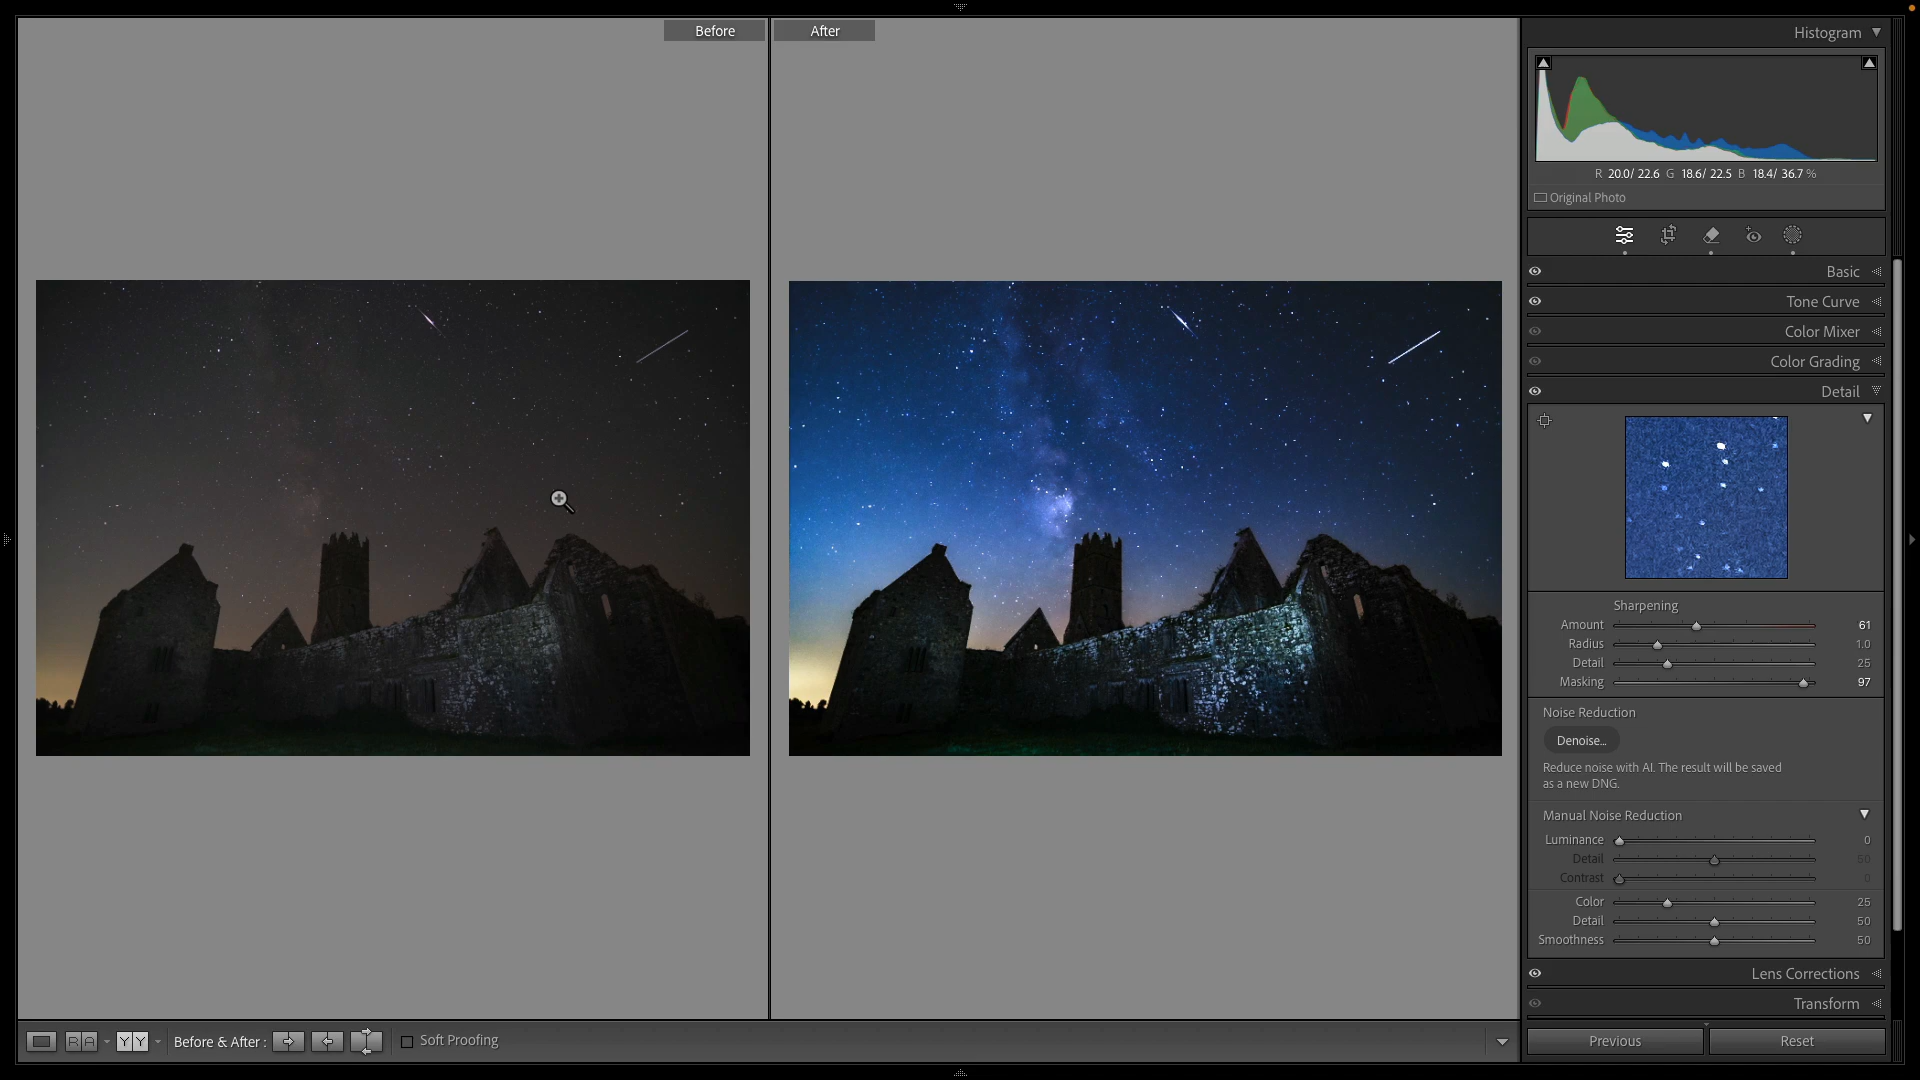 Before
After
Histogram
R 20.0/ 22.6 G 18.6/ 22.5 B 18.4/ 36.7 %
Original Photo
Basic
Tone Curve
Color Mixer
Color Grading
Detail
Sharpening
Amount 61
Radius 1.0
Detail 25
Masking 97
Noise Reduction
Denoise...
Reduce noise with AI. The result will be saved
as a new DNG.
Manual Noise Reduction
Luminance 0
Detail 50
Contrast 0
Color 25
Detail 50
Smoothness 50
Lens Corrections
Transform
R A
Y Y
Before & After :
Soft Proofing
Previous
Reset